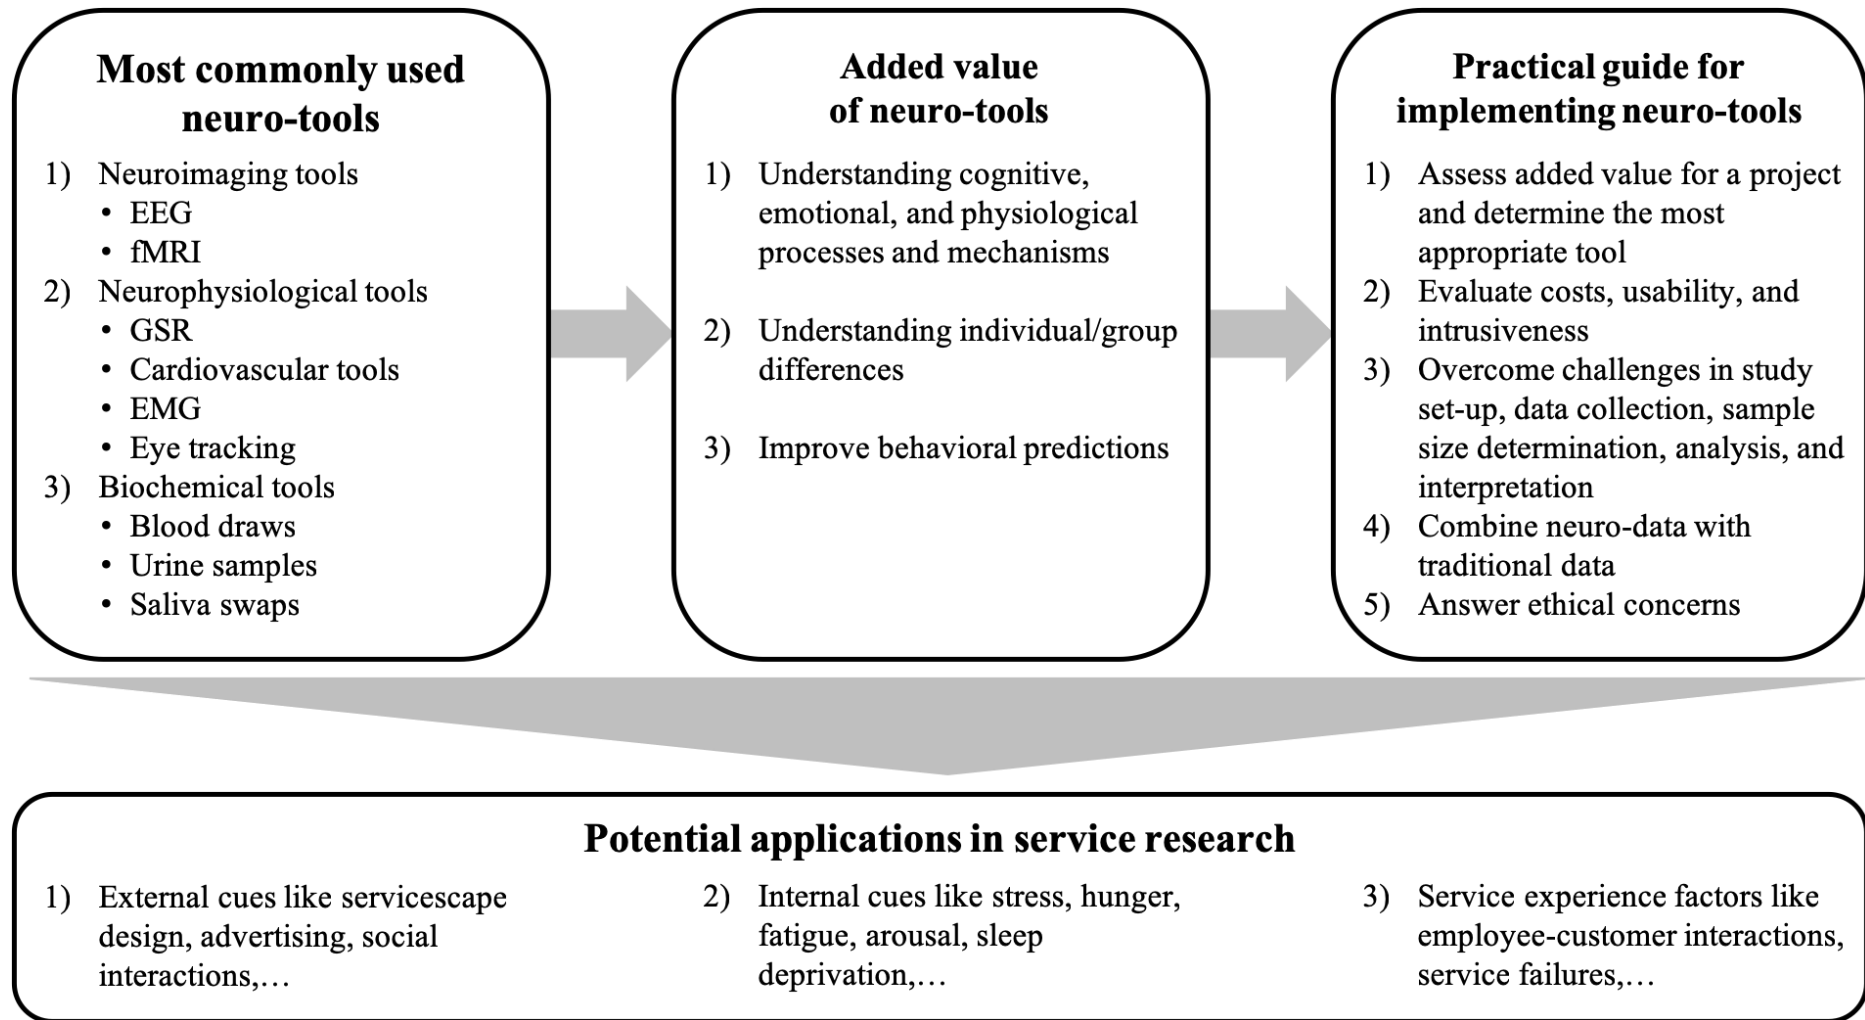 Most commonly used
neuro-tools
1) Neuroimaging tools
• EEG
• fMRI
2) Neurophysiological tools
• GSR
• Cardiovascular tools
• EMG
• Eye tracking
3) Biochemical tools
• Blood draws
• Urine samples
• Saliva swaps
Added value
of neuro-tools
1) Understanding cognitive,
emotional, and physiological
processes and mechanisms
2) Understanding individual/group
differences
3) Improve behavioral predictions
Practical guide for
implementing neuro-tools
1) Assess added value for a project
and determine the most
appropriate tool
2) Evaluate costs, usability, and
intrusiveness
3) Overcome challenges in study
set-up, data collection, sample
size determination, analysis, and
interpretation
4) Combine neuro-data with
traditional data
5) Answer ethical concerns
Potential applications in service research
1) External cues like servicescape
design, advertising, social
interactions,…
2) Internal cues like stress, hunger,
fatigue, arousal, sleep
deprivation,…
3) Service experience factors like
employee-customer interactions,
service failures,…